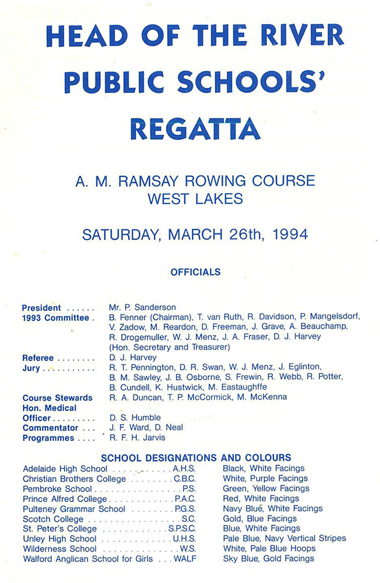 HEAD OF THE RIVER
PUBLIC SCHOOLS'
REGATTA
A. M. RAMSAY ROWING COURSE
WEST LAKES
SATURDAY, MARCH 26th, 1994
OFFICIALS
President ...... Mr. P. Sanderson
1993 Committee . B. Fenner (Chairman), T. van Ruth, R. Davidson, P. Mangelsdorf,
V. Zadow, M. Reardon, D. Freeman, J. Grave, A. Beauchamp,
R. Drogemuller, W. J. Menz, J. A. Fraser, D. J. Harvey
(Hon. Secretary and Treasurer)
Referee ........ D. J. Harvey
Jury ........... R. T. Pennington, D. R. Swan, W. J. Menz, J. Eglinton,
B. M. Sawley, J. B. Osborne, S. Frewin, R. Webb, R. Potter,
B. Cundell, K. Hustwick, M. Eastaughffe
Course Stewards R. A. Duncan, T. P. McCormick, M. McKenna
Hon. Medical
Officer ......... D. S. Humble
Commentator ... J. F. Ward, D. Neal
Programmes .... R. F. H. Jarvis
SCHOOL DESIGNATIONS AND COLOURS
Adelaide High School ............ A.H.S. Black, White Facings
Christian Brothers College ....... C.B.C. White, Purple Facings
Pembroke School ................ P.S. Green, Yellow Facings
Prince Alfred College ............ P.A.C. Red, White Facings
Pulteney Grammar School ....... P.G.S. Navy Blue, White Facings
Scotch College .................. S.C. Gold, Blue Facings
St. Peter's College ............ S.P.S.C. Blue, White Facings
Unley High School .............. U.H.S. Pale Blue, Navy Vertical Stripes
Wilderness School ............... W.S. White, Pale Blue Hoops
Walford Anglican School for Girls ... WALF Sky Blue, Gold Facings